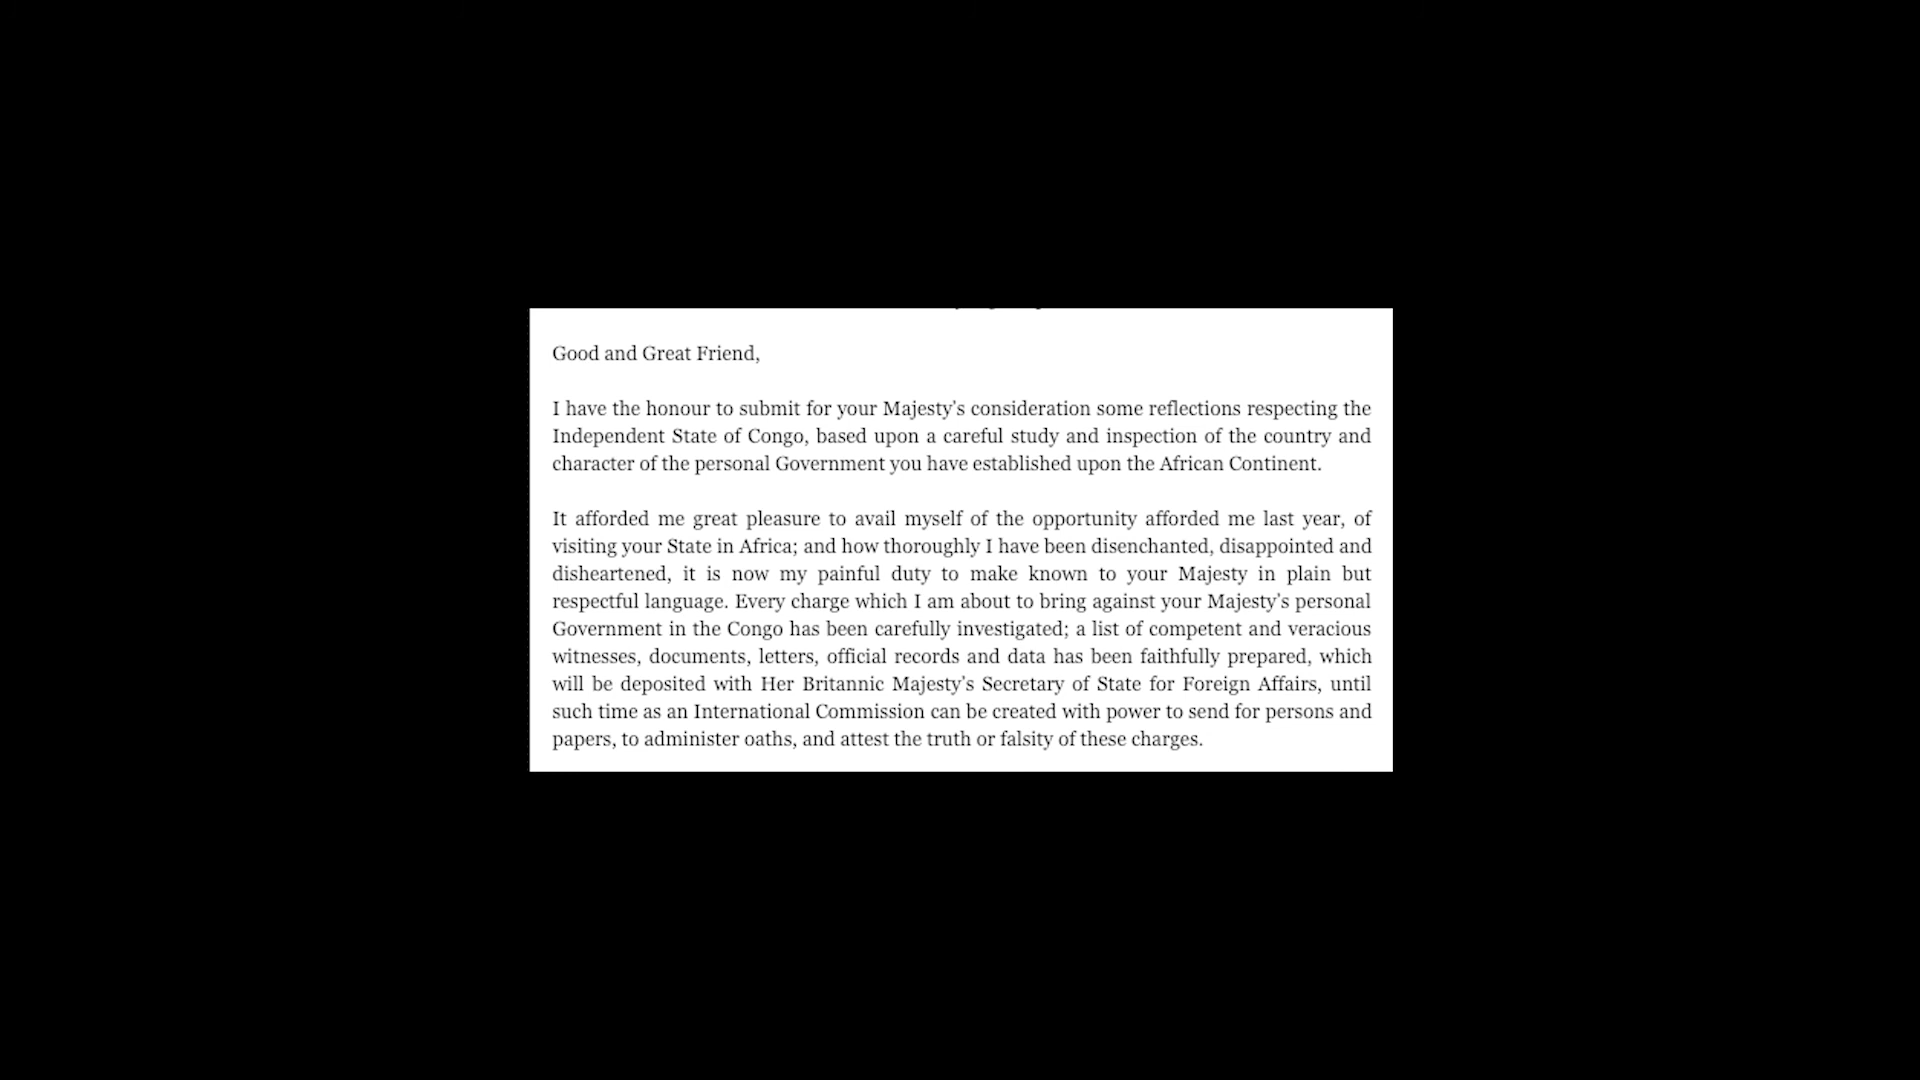 Good and Great Friend,
I have the honour to submit for your Majesty's consideration some reflections respecting the
Independent State of Congo, based upon a careful study and inspection of the country and
character of the personal Government you have established upon the African Continent.
It afforded me great pleasure to avail myself of the opportunity afforded me last year, of
visiting your State in Africa; and how thoroughly I have been disenchanted, disappointed and
disheartened, it is now my painful duty to make known to your Majesty in plain but
respectful language. Every charge which I am about to bring against your Majesty's personal
Government in the Congo has been carefully investigated; a list of competent and veracious
witnesses, documents, letters, official records and data has been faithfully prepared, which
will be deposited with Her Britannic Majesty's Secretary of State for Foreign Affairs, until
such time as an International Commission can be created with power to send for persons and
papers, to administer oaths, and attest the truth or falsity of these charges.